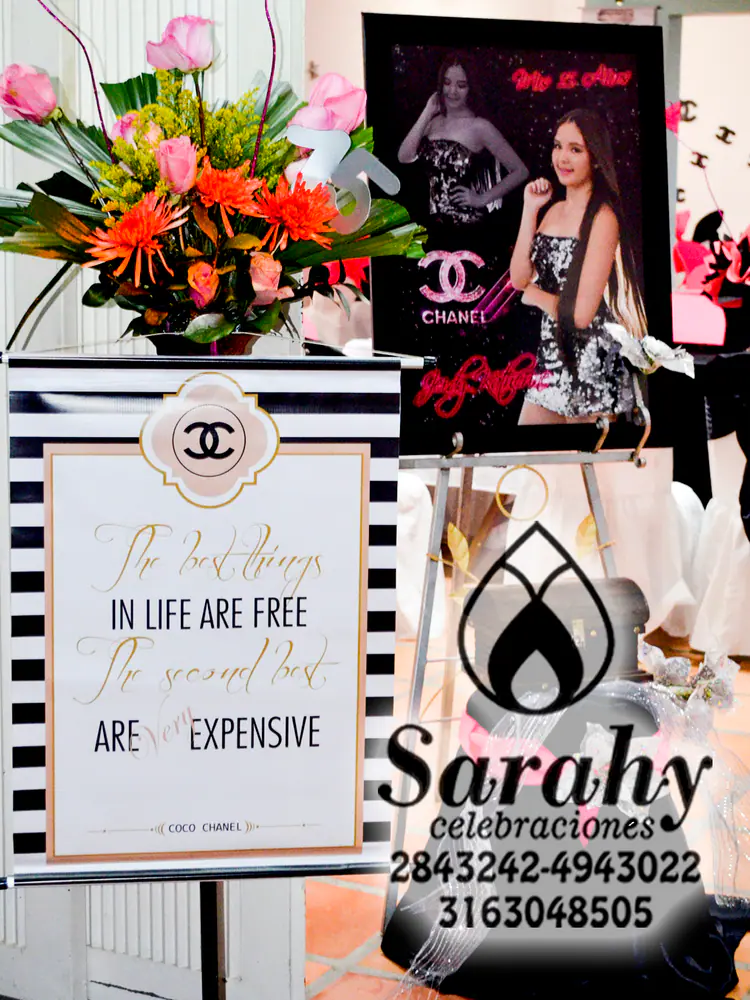 Mis 15 Años
CHANEL
The best things
IN LIFE ARE FREE
The second best
ARE Very EXPENSIVE
COCO CHANEL
Sarahy
celebraciones
2843242-4943022
3163048505